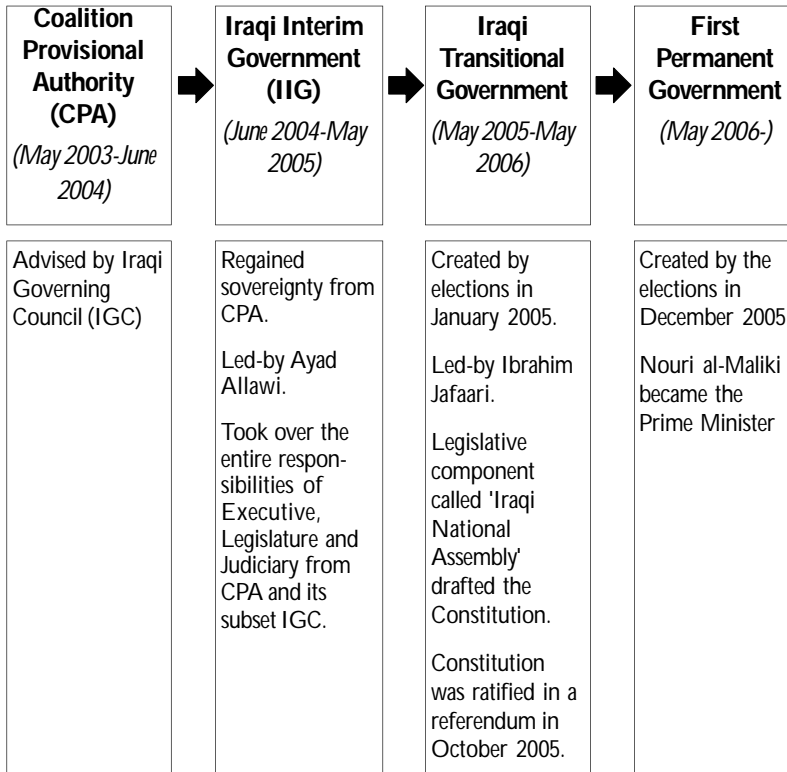 Coalition
Provisional
Authority
(CPA)
(May 2003-June
2004)
Iraqi Interim
Government
(IIG)
(June 2004-May
2005)
Iraqi
Transitional
Government
(May 2005-May
2006)
First
Permanent
Government
(May 2006-)
Advised by Iraqi
Governing
Council (IGC)
Regained
sovereignty from
CPA.
Led-by Ayad
Allawi.
Took over the
entire respon-
sibilities of
Executive,
Legislature and
Judiciary from
CPA and its
subset IGC.
Created by
elections in
January 2005.
Led-by Ibrahim
Jafaari.
Legislative
component
called 'Iraqi
National
Assembly'
drafted the
Constitution.
Constitution
was ratified in a
referendum in
October 2005.
Created by the
elections in
December 2005
Nouri al-Maliki
became the
Prime Minister